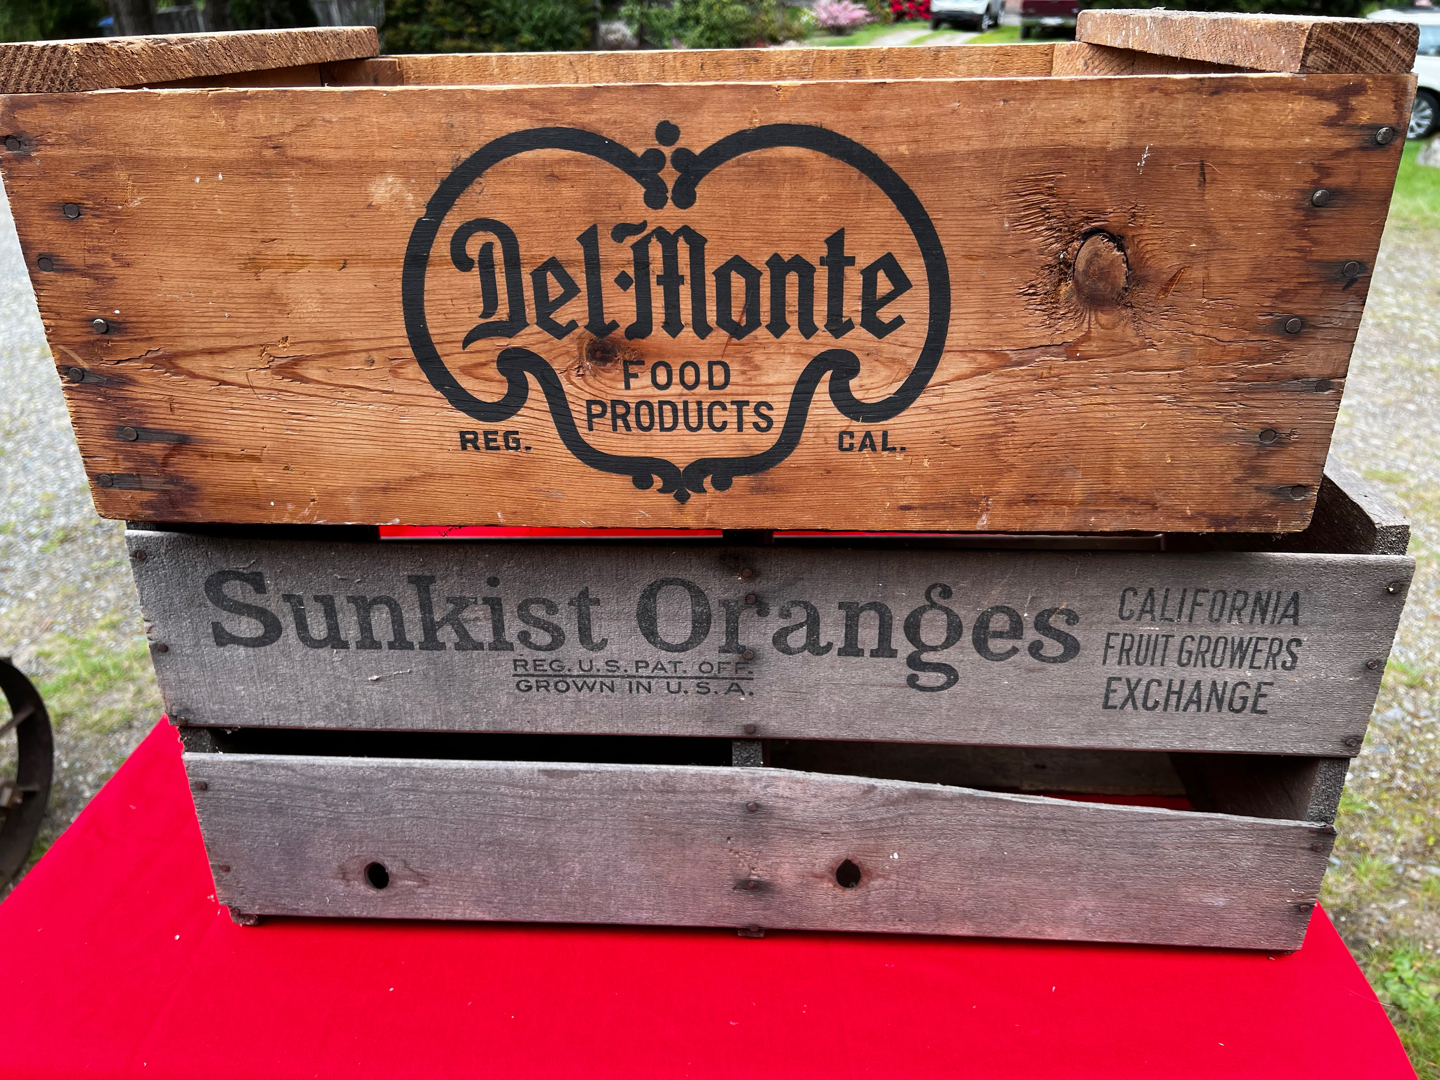 Del·Monte
FOOD
PRODUCTS
REG. CAL.
Sunkist Oranges
REG. U.S. PAT. OFF.
GROWN IN U.S.A.
CALIFORNIA
FRUIT GROWERS
EXCHANGE